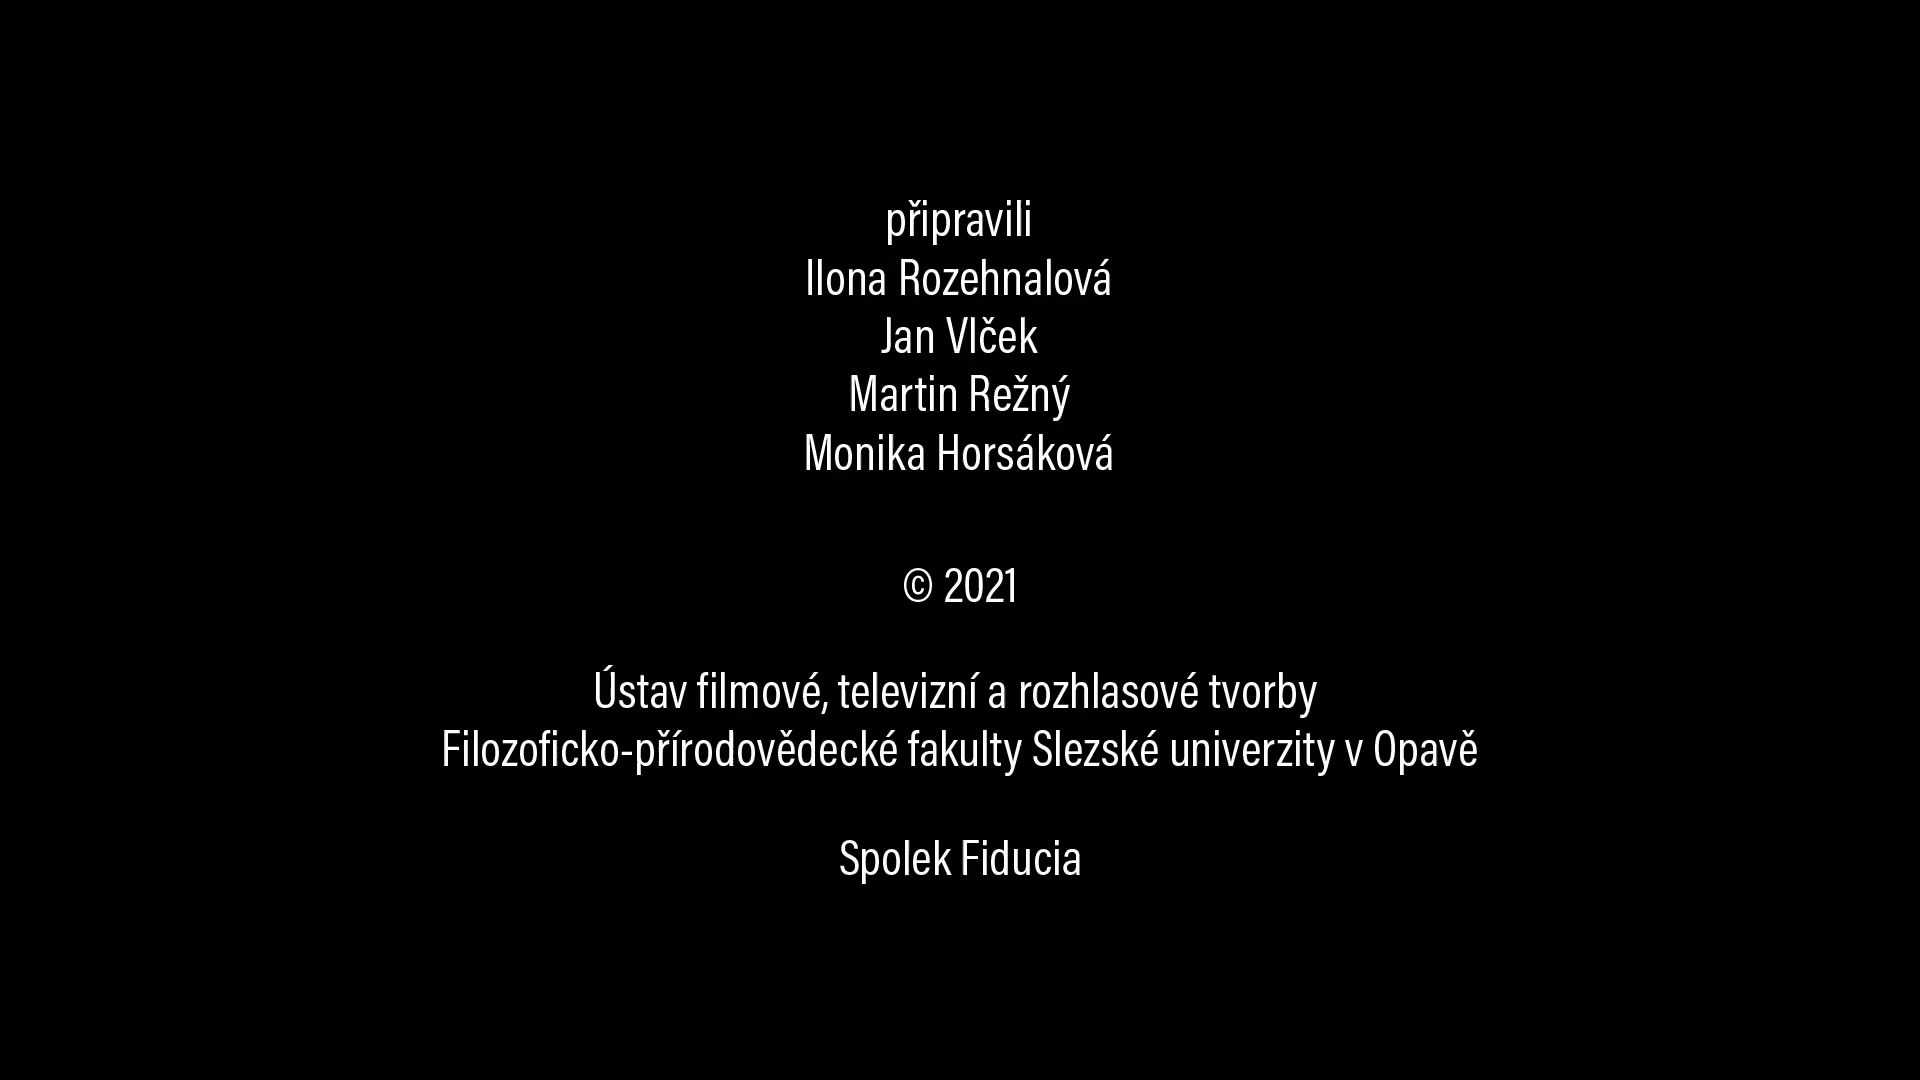 připravili
Ilona Rozehnalová
Jan Vlček
Martin Režný
Monika Horsáková
© 2021
Ústav filmové, televizní a rozhlasové tvorby
Filozoficko-přírodovědecké fakulty Slezské univerzity v Opavě
Spolek Fiducia